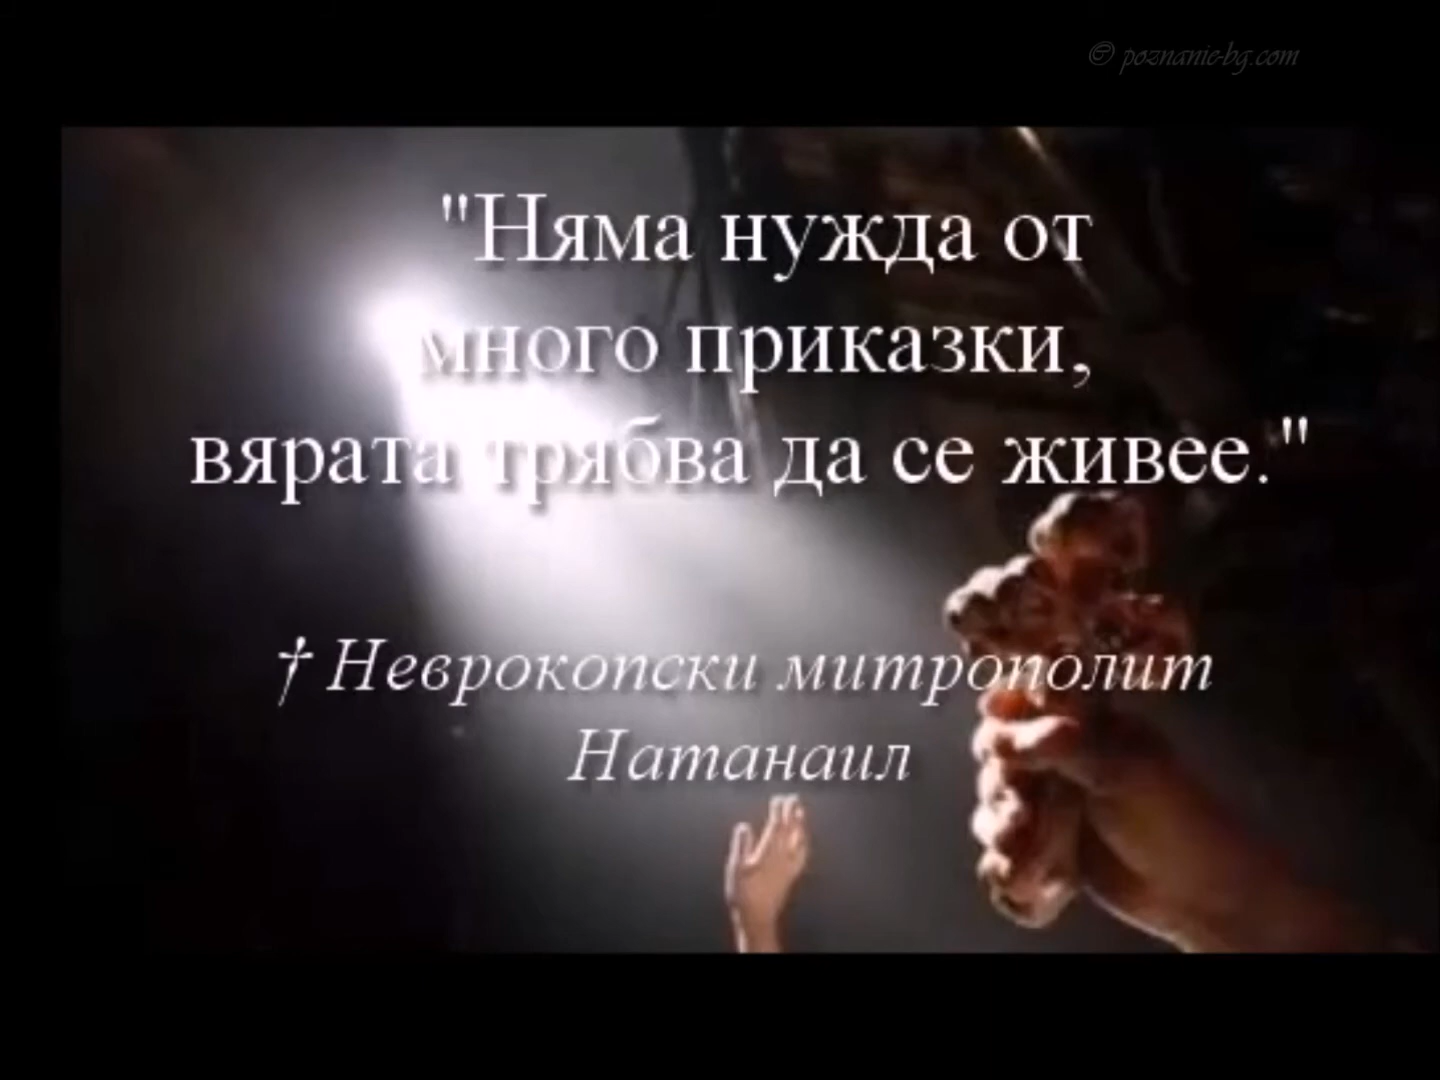 © poznanie-bg.com
"Няма нужда от
много приказки,
вярата трябва да се живее."
† Неврокопски митрополит
Натанаил